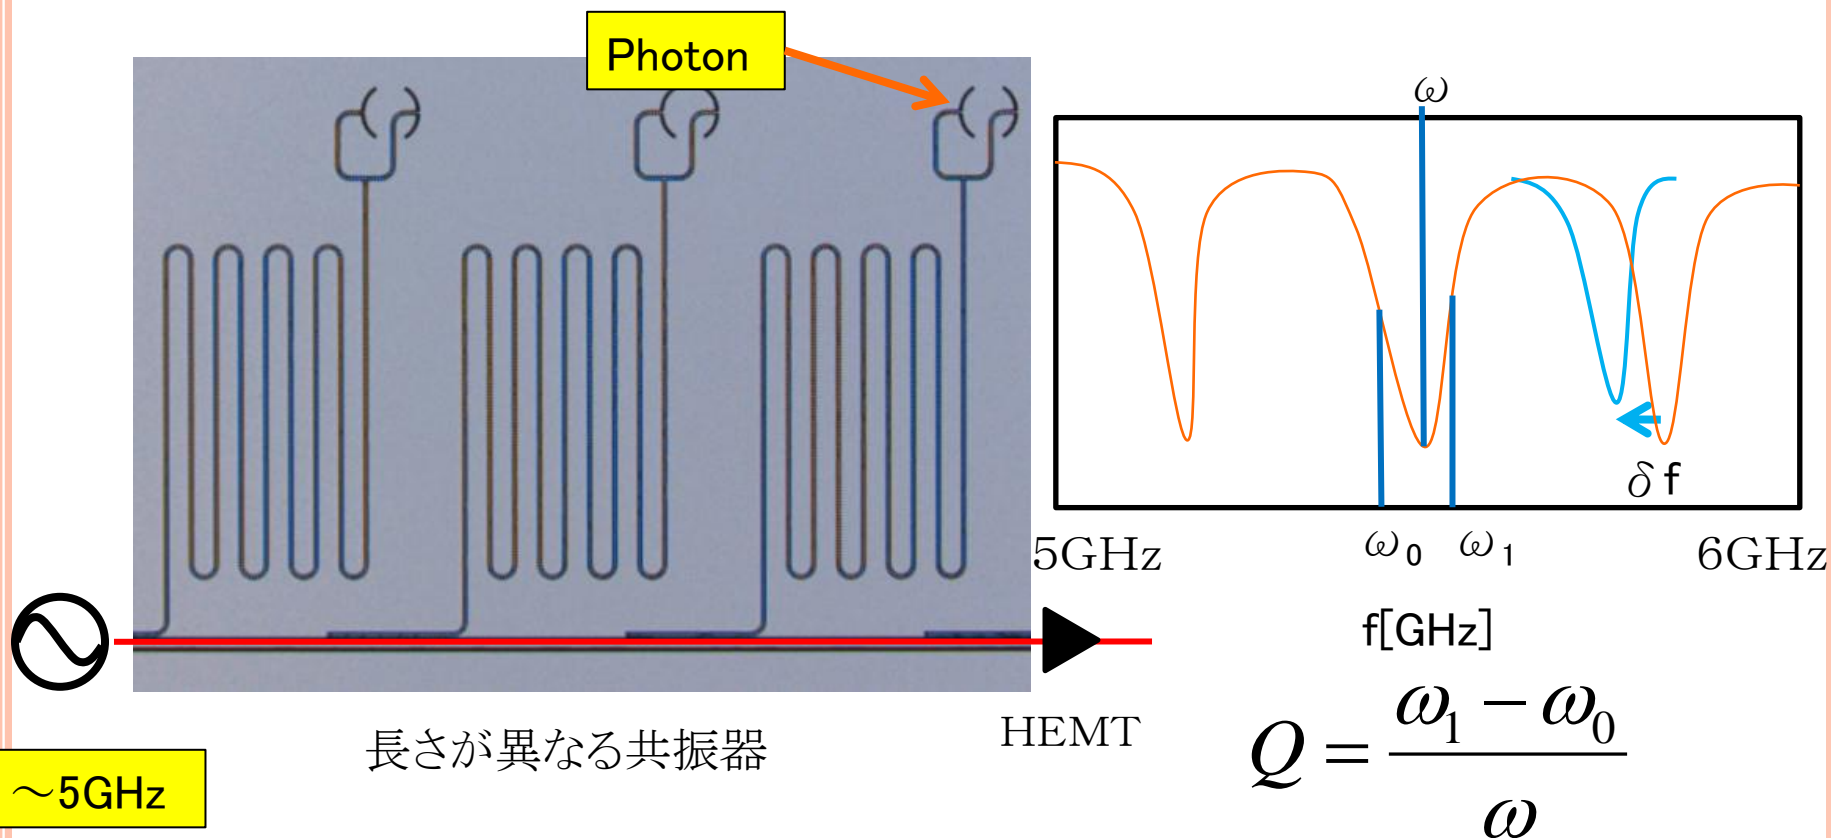 Photon
ω
δf
5GHz
ω0
ω1
6GHz
f[GHz]
HEMT
長さが異なる共振器
～5GHz
Q = (ω1 − ω0) / ω